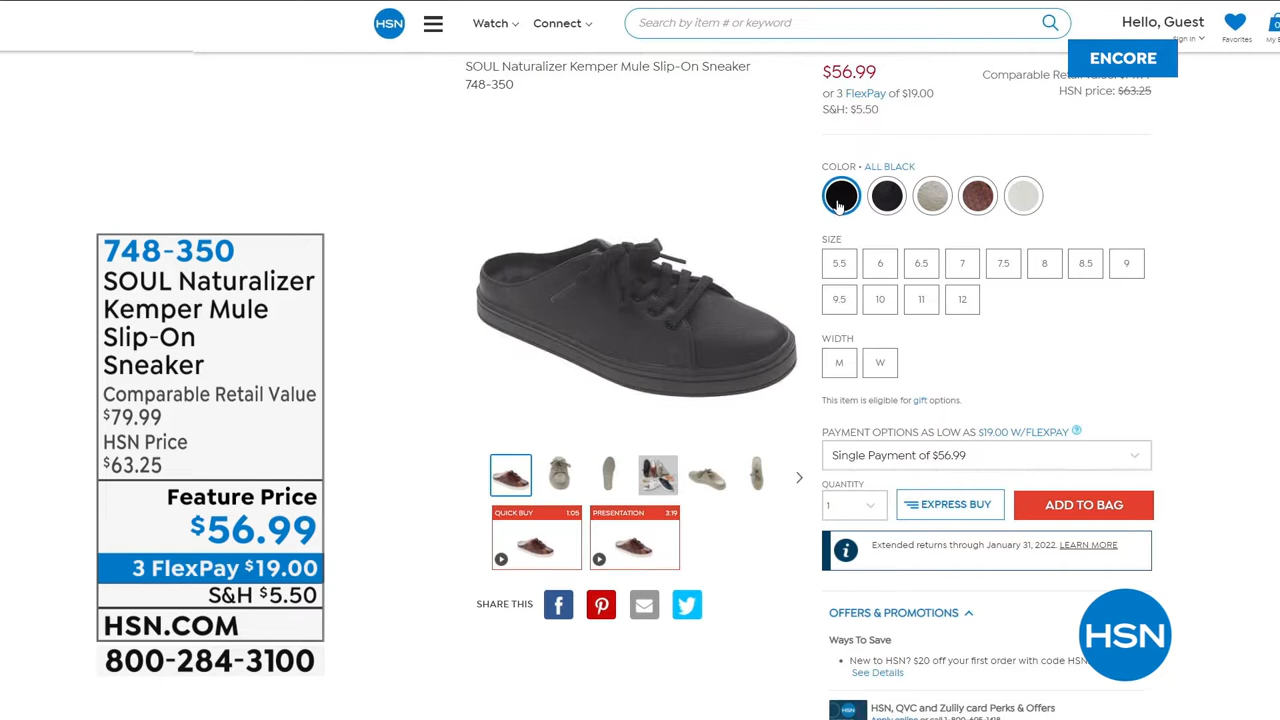 HSN
Watch
Connect
Search by item # or keyword
Hello, Guest
Sign In
Favorites
ENCORE
SOUL Naturalizer Kemper Mule Slip-On Sneaker
748-350
$56.99
or 3 FlexPay of $19.00
S&H: $5.50
Comparable
HSN price: $63.25
COLOR • ALL BLACK
SIZE
5.5 6 6.5 7 7.5 8 8.5 9
9.5 10 11 12
WIDTH
M W
This item is eligible for gift options.
PAYMENT OPTIONS AS LOW AS $19.00 W/FLEXPAY ?
Single Payment of $56.99
QUANTITY
1
EXPRESS BUY
ADD TO BAG
Extended returns through January 31, 2022. LEARN MORE
OFFERS & PROMOTIONS
Ways To Save
• New to HSN? $20 off your first order with code
See Details
HSN
HSN, QVC and Zulily card Perks & Offers
QUICK BUY 1:05
PRESENTATION 3:19
SHARE THIS
748-350
SOUL Naturalizer
Kemper Mule
Slip-On
Sneaker
Comparable Retail Value
$79.99
HSN Price
$63.25
Feature Price
$56.99
3 FlexPay $19.00
S&H $5.50
HSN.COM
800-284-3100
HSN